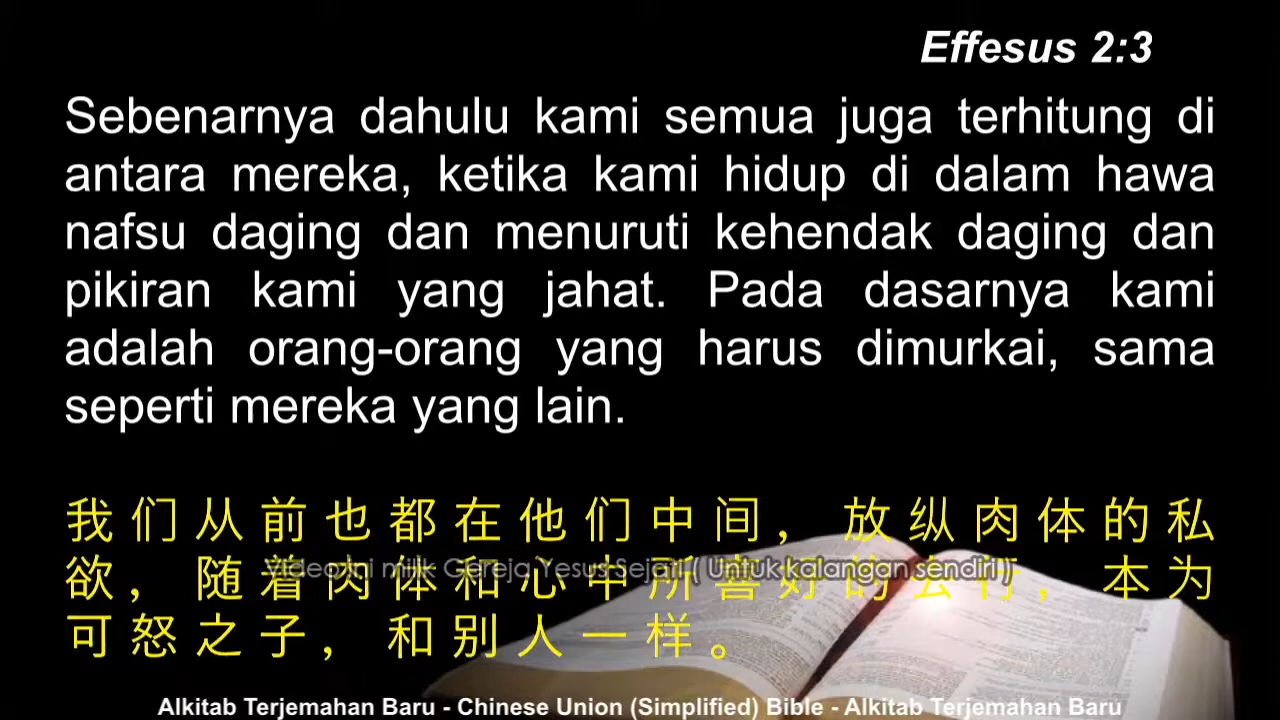 Effesus 2:3
Sebenarnya dahulu kami semua juga terhitung di
antara mereka, ketika kami hidup di dalam hawa
nafsu daging dan menuruti kehendak daging dan
pikiran kami yang jahat. Pada dasarnya kami
adalah orang-orang yang harus dimurkai, sama
seperti mereka yang lain.
我们从前也都在他们中间，放纵肉体的私
欲，随着肉体和心中所喜好的去行，本为
可怒之子，和别人一样。
Video ini milik Gereja Yesus Sejati ( Untuk kalangan sendiri )
Alkitab Terjemahan Baru - Chinese Union (Simplified) Bible - Alkitab Terjemahan Baru